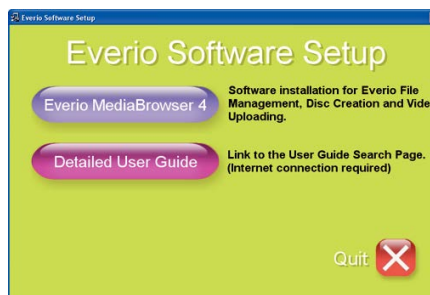 Everio Software Setup
Everio Software Setup
Everio MediaBrowser 4
Software installation for Everio File
Management, Disc Creation and Vide
Uploading.
Detailed User Guide
Link to the User Guide Search Page.
(Internet connection required)
Quit